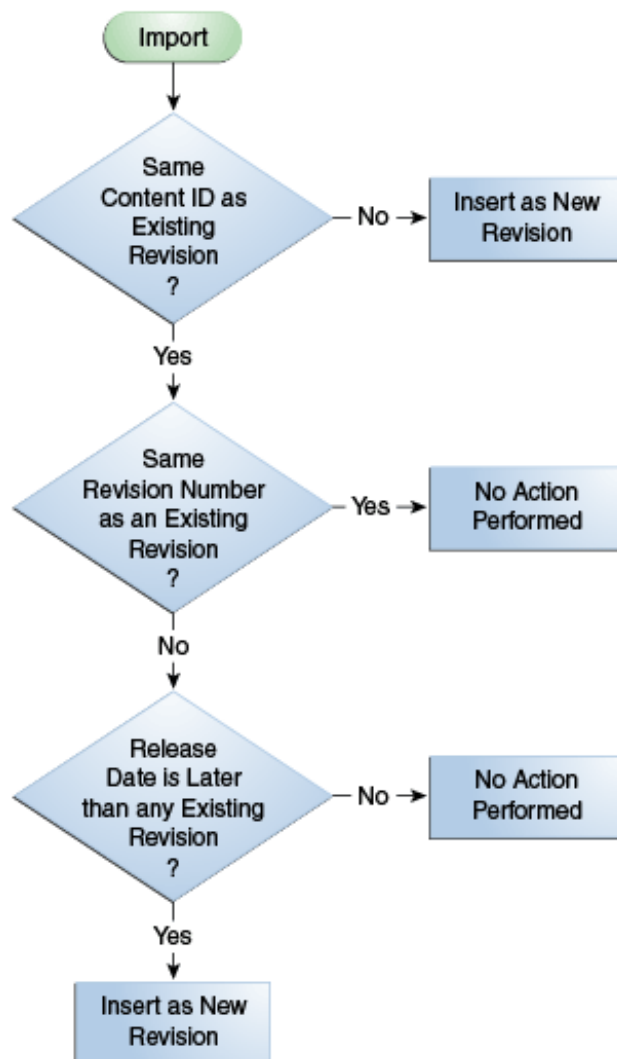 Import
Same
Content ID as
Existing
Revision
?
No
Insert as New
Revision
Yes
Same
Revision Number
as an Existing
Revision
?
Yes
No Action
Performed
No
Release
Date is Later
than any Existing
Revision
?
No
No Action
Performed
Yes
Insert as New
Revision